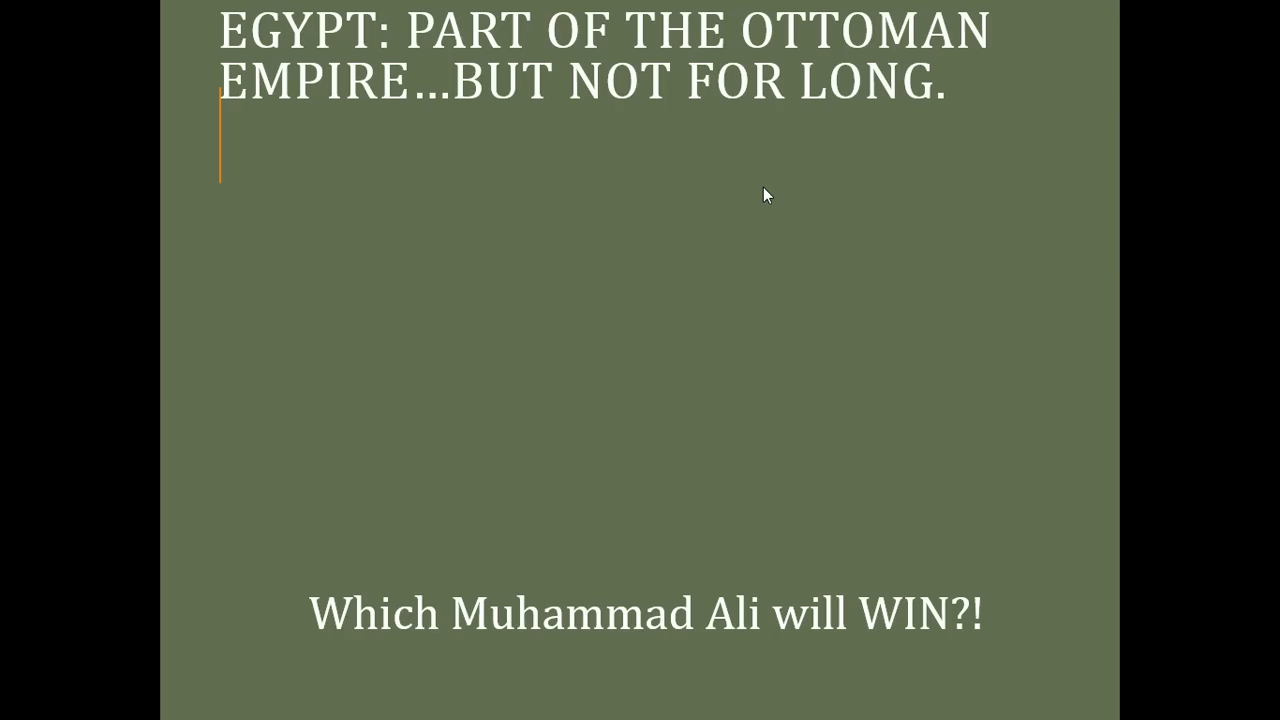 EGYPT: PART OF THE OTTOMAN
EMPIRE…BUT NOT FOR LONG.
Which Muhammad Ali will WIN?!